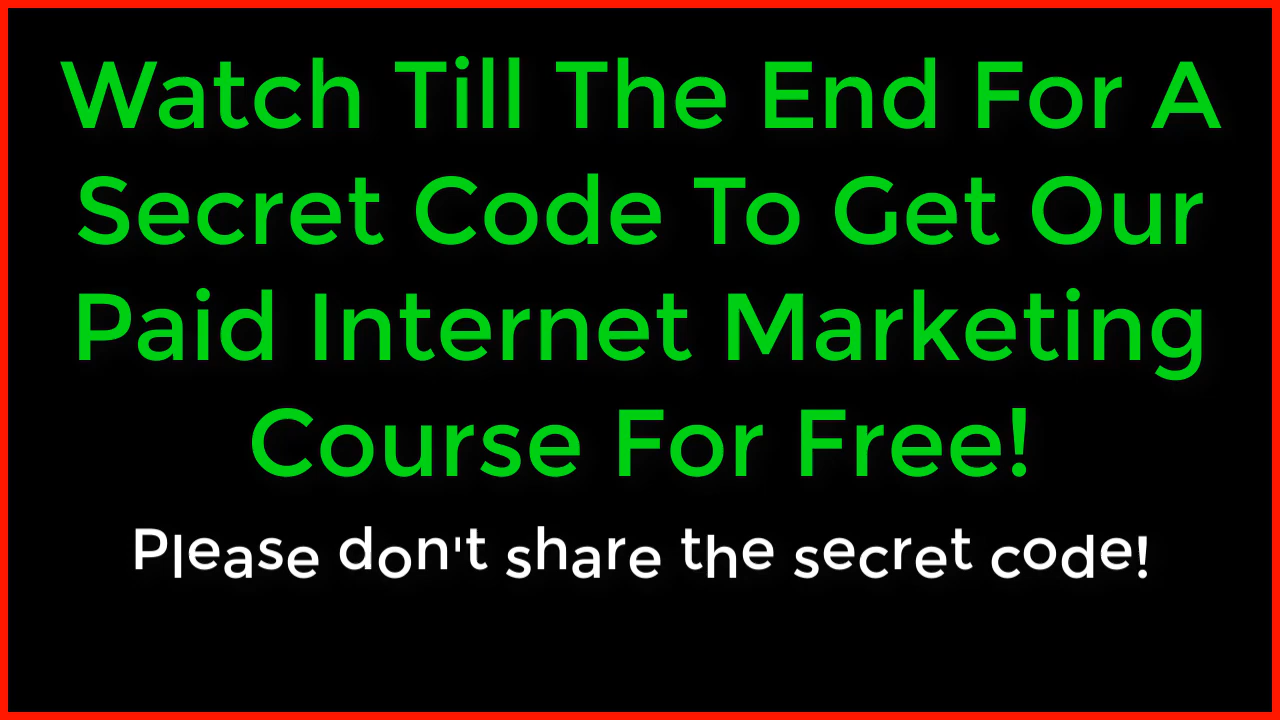 Watch Till The End For A
Secret Code To Get Our
Paid Internet Marketing
Course For Free!
Please don't share the secret code!